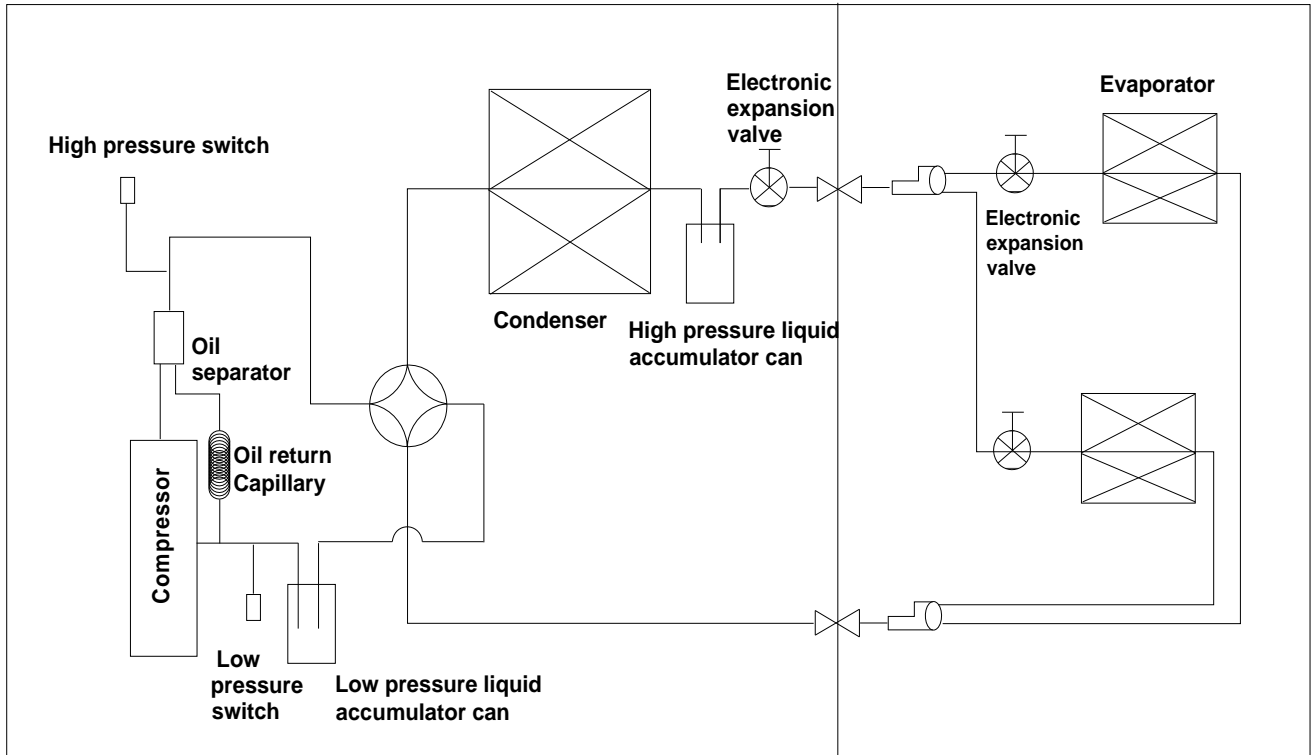 Electronic
expansion
valve
Evaporator
High pressure switch
Electronic
expansion
valve
Condenser
High pressure liquid
accumulator can
Oil
separator
Oil return
Capillary
Compressor
Low
pressure
switch
Low pressure liquid
accumulator can